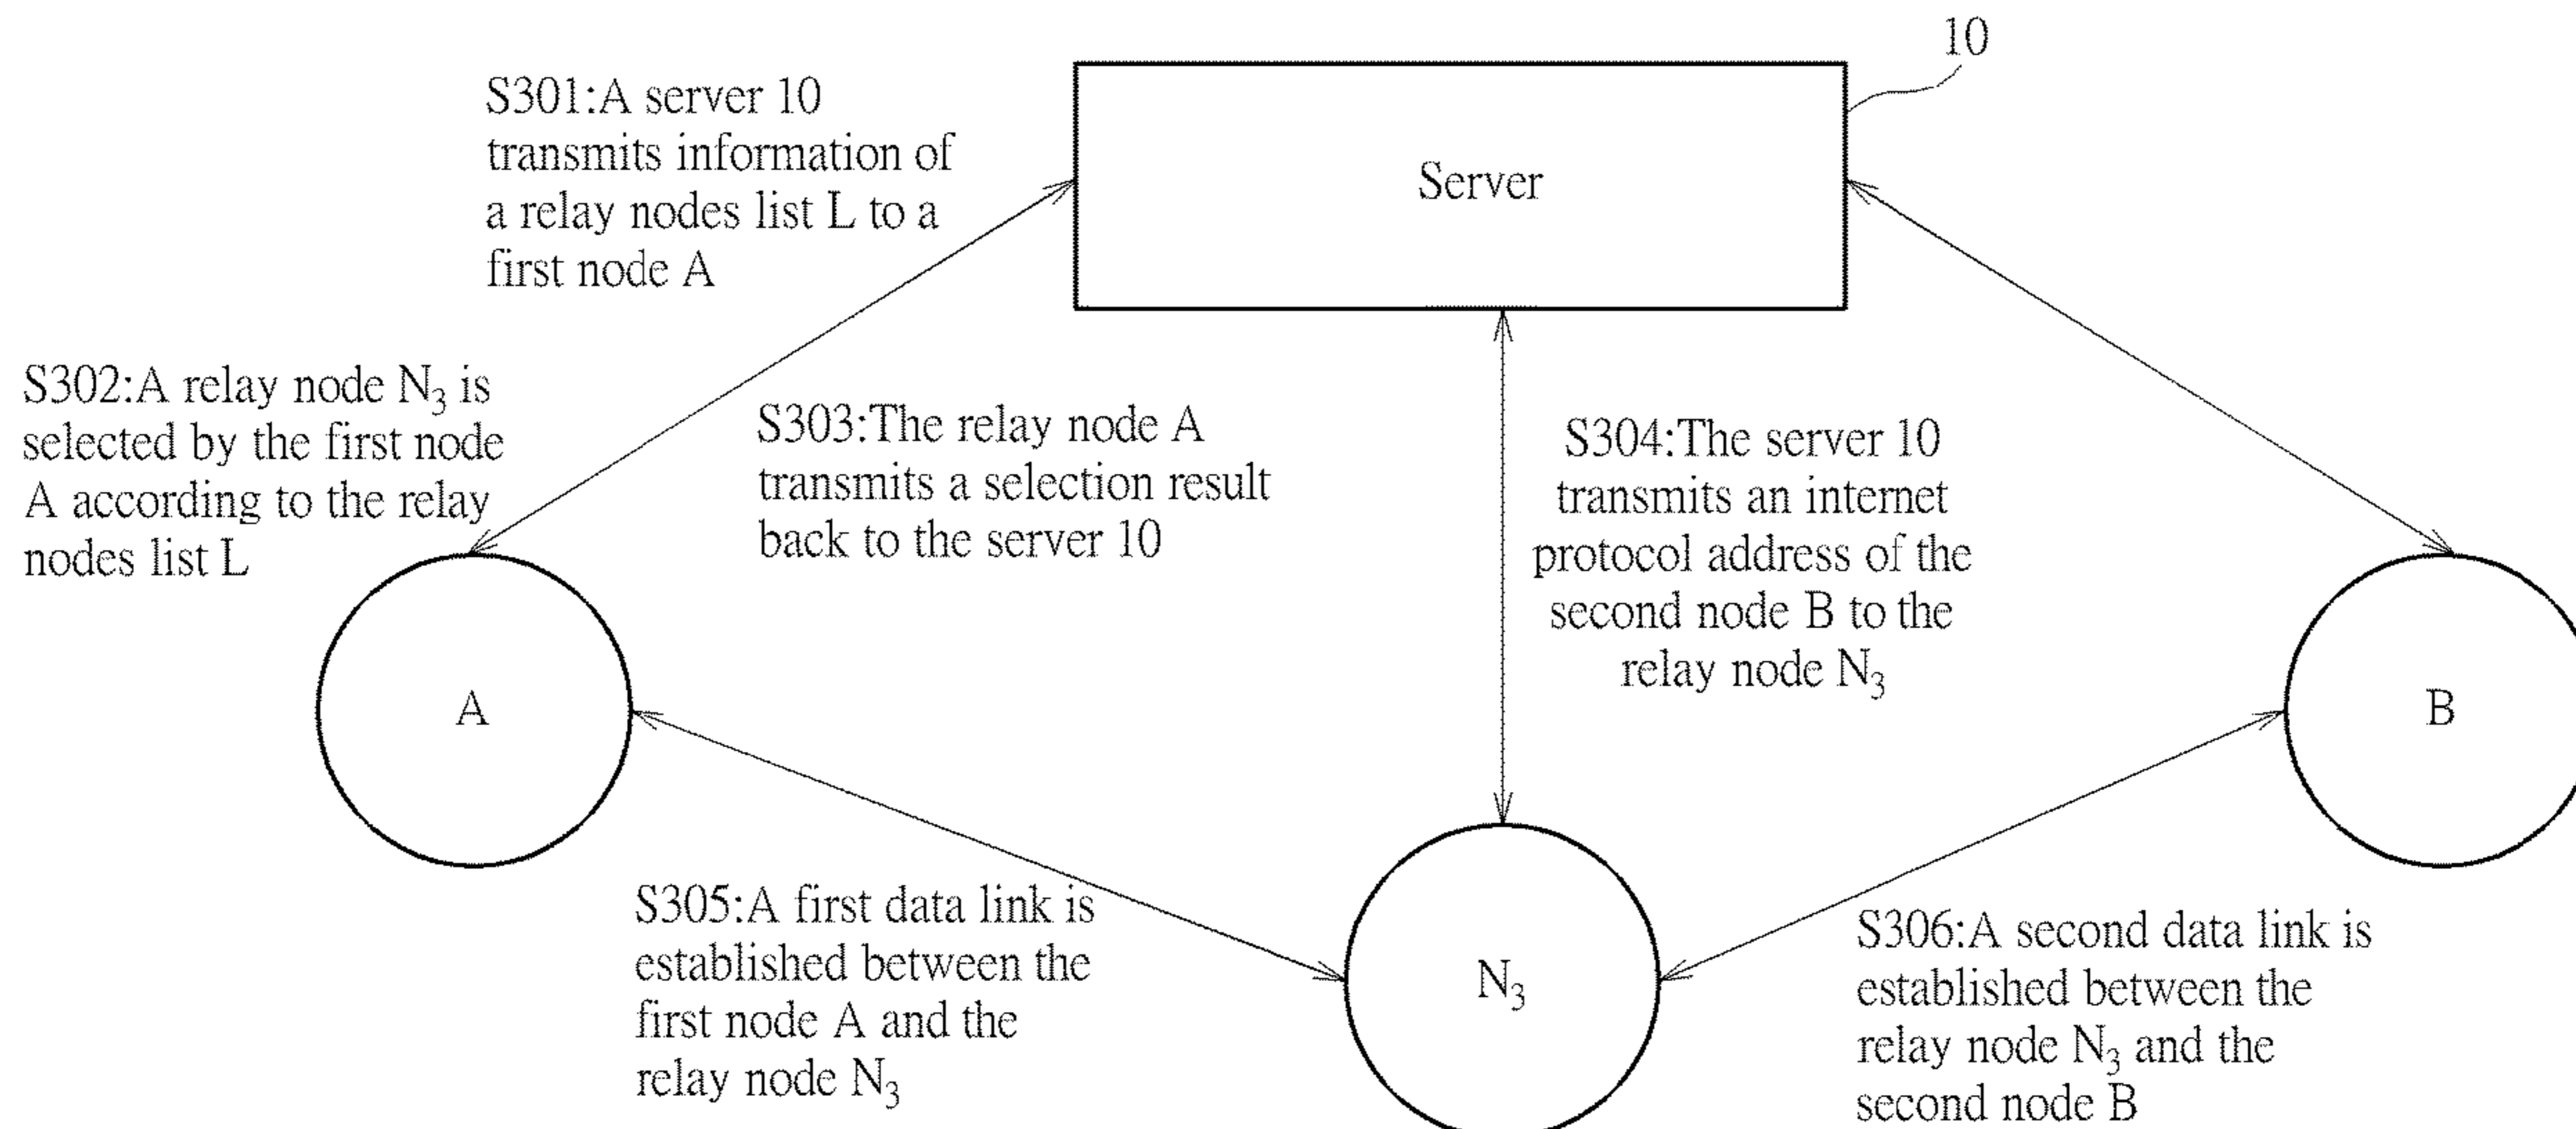 10
S301:A server 10
transmits information of
a relay nodes list L to a
first node A
Server
S302:A relay node N₃ is
selected by the first node
A according to the relay
nodes list L
S303:The relay node A
transmits a selection result
back to the server 10
S304:The server 10
transmits an internet
protocol address of the
second node B to the
relay node N₃
A
B
N₃
S305:A first data link is
established between the
first node A and the
relay node N₃
S306:A second data link is
established between the
relay node N₃ and the
second node B